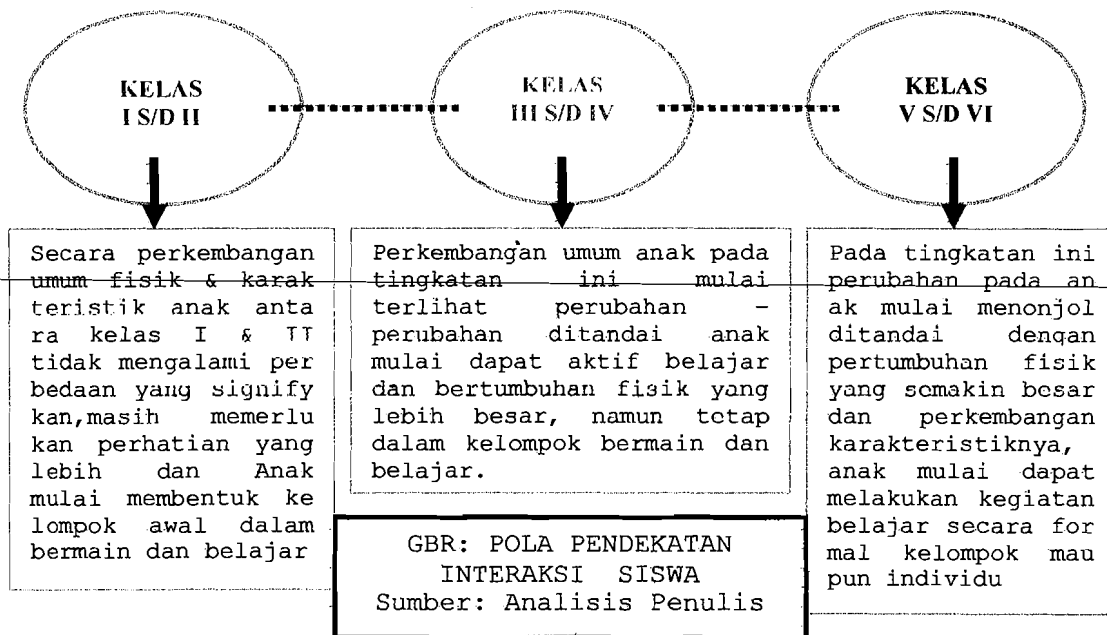 KELAS
I S/D II
KELAS
III S/D IV
KELAS
V S/D VI
Secara perkembangan
umum fisik & karak
teristik anak anta
ra kelas I & II
tidak mengalami per
bedaan yang signify
kan,masih memerlu
kan perhatian yang
lebih dan Anak
mulai membentuk ke
lompok awal dalam
bermain dan belajar
Perkembangan umum anak pada
tingkatan ini mulai
terlihat perubahan –
perubahan ditandai anak
mulai dapat aktif belajar
dan bertumbuhan fisik yang
lebih besar, namun tetap
dalam kelompok bermain dan
belajar.
Pada tingkatan ini
perubahan pada an
ak mulai menonjol
ditandai dengan
pertumbuhan fisik
yang semakin besar
dan perkembangan
karakteristiknya,
anak mulai dapat
melakukan kegiatan
belajar secara for
mal kelompok mau
pun individu
GBR: POLA PENDEKATAN
INTERAKSI SISWA
Sumber: Analisis Penulis